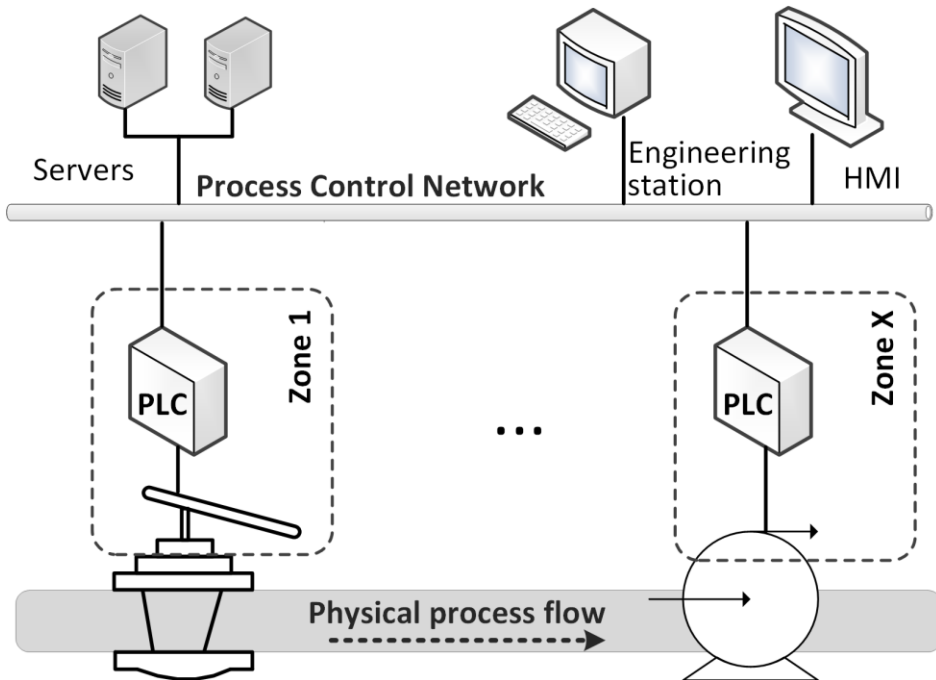 Servers
Process Control Network
Engineering
station
HMI
Zone 1
PLC
...
Zone X
PLC
Physical process flow